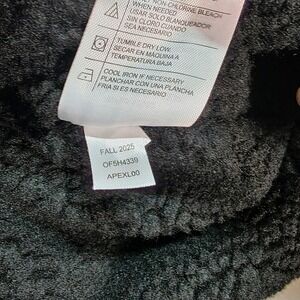 ONLY NON-CHLORINE BLEACH
WHEN NEEDED
USAR SOLO BLANQUEADOR
SIN CLORO CUANDO
SEA NECESARIO
TUMBLE DRY LOW.
SECAR EN MAQUINA A
TEMPERATURA BAJA
COOL IRON IF NECESSARY
PLANCHAR CON UNA PLANCHA
FRIA SI ES NECESARIO
FALL 2025
OF5H4339
APEXL00